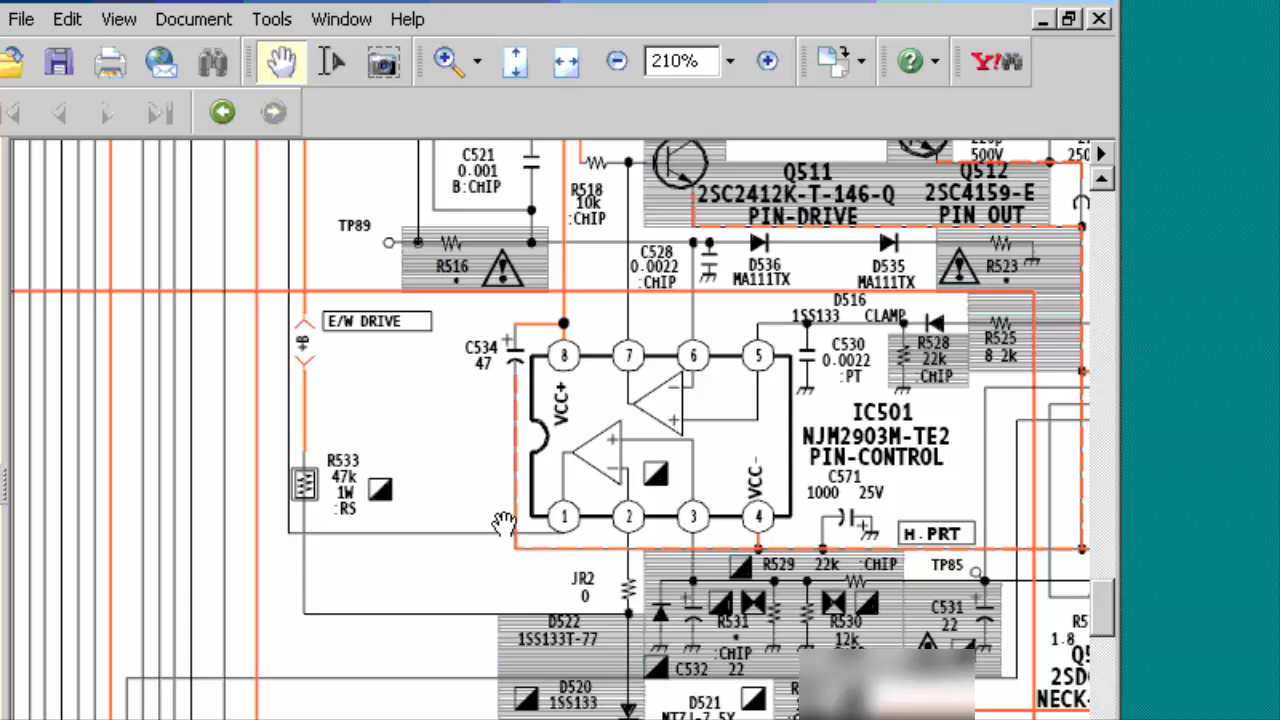 File Edit View Document Tools Window Help
210%
Y!
C521
0.001
B:CHIP
R518
10k
:CHIP
500V
Q511
2SC2412K-T-146-Q
PIN-DRIVE
Q512
2SC4159-E
PIN OUT
TP89
R516
*
C528
0.0022
:CHIP
D536
MA111TX
D535
MA111TX
R523
*
E/W DRIVE
+B
C534
47
+
8
7
6
5
VCC+
D516
1SS133 CLAMP
C530
0.0022
:PT
R528
22k
:CHIP
R525
8.2k
IC501
NJM2903M-TE2
PIN-CONTROL
R533
47k
1W
:RS
-
+
+
-
VCC-
1
2
3
4
C571
1000 25V
+
H.PRT
R529 22k :CHIP
TP85
JR2
0
D522
1SS133T-77
R531
*
:CHIP
R530
12k
C531
22
C532 22
D520
1SS133
D521
MTZJ-7.5X
1.8
NECK-